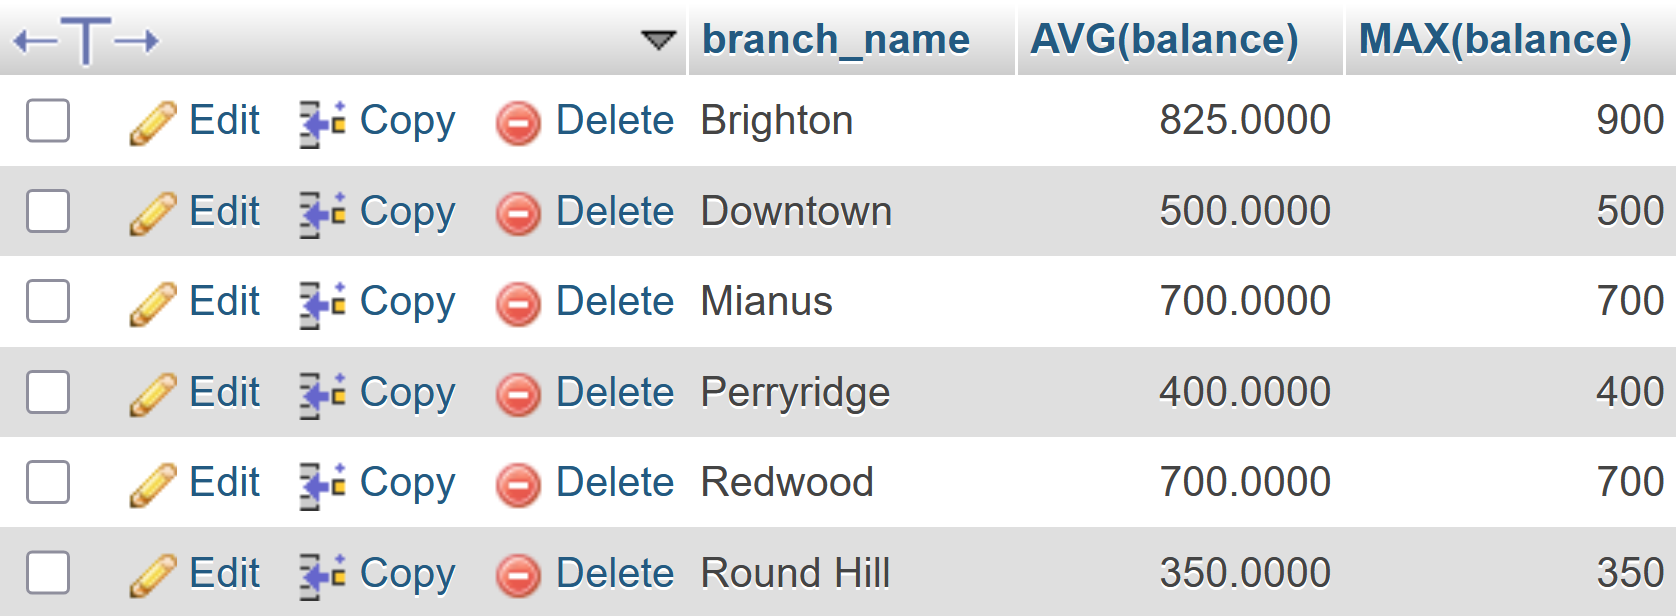 branch_name AVG(balance) MAX(balance)
Edit Copy Delete Brighton 825.0000 900
Edit Copy Delete Downtown 500.0000 500
Edit Copy Delete Mianus 700.0000 700
Edit Copy Delete Perryridge 400.0000 400
Edit Copy Delete Redwood 700.0000 700
Edit Copy Delete Round Hill 350.0000 350